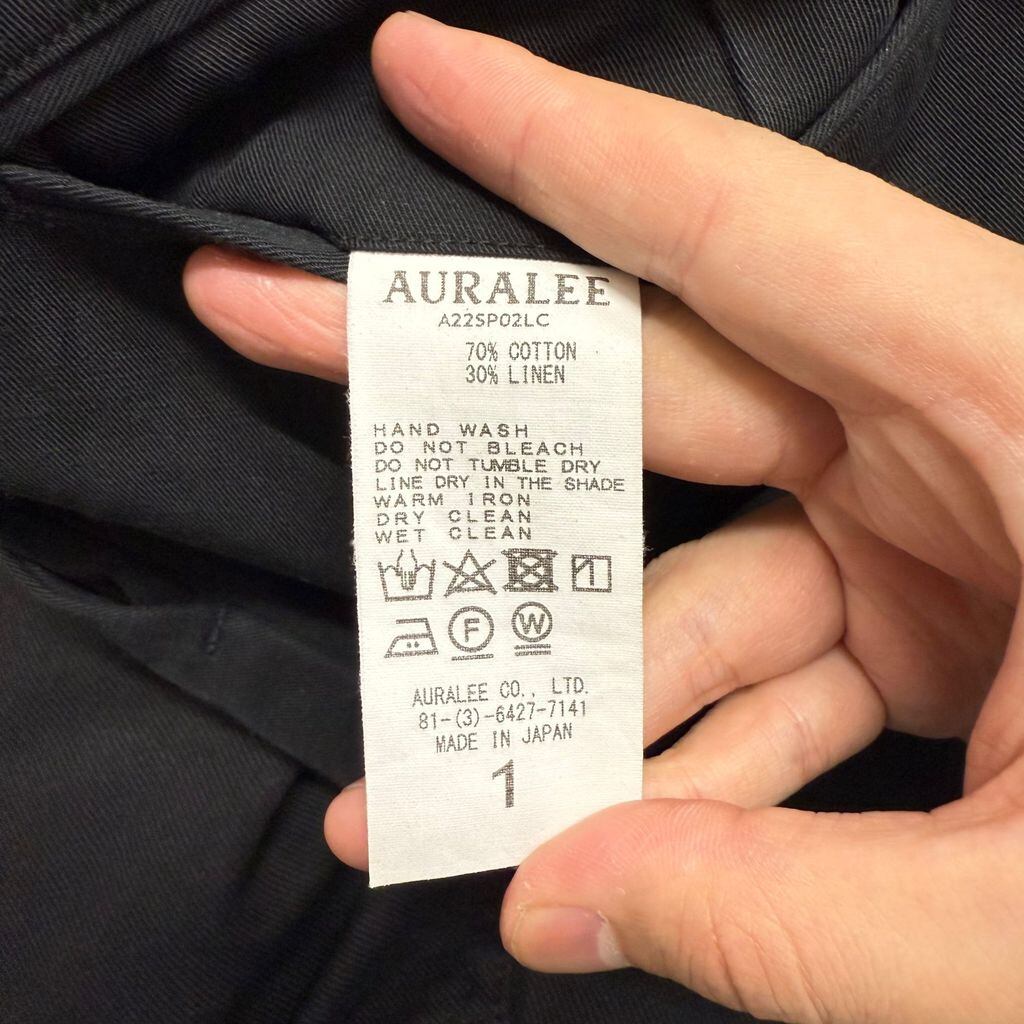 AURALEE
A22SP02LC
70% COTTON
30% LINEN
HAND WASH
DO NOT BLEACH
DO NOT TUMBLE DRY
LINE DRY IN THE SHADE
WARM IRON
DRY CLEAN
WET CLEAN
F W
AURALEE CO., LTD.
81-(3)-6427-7141
MADE IN JAPAN
1